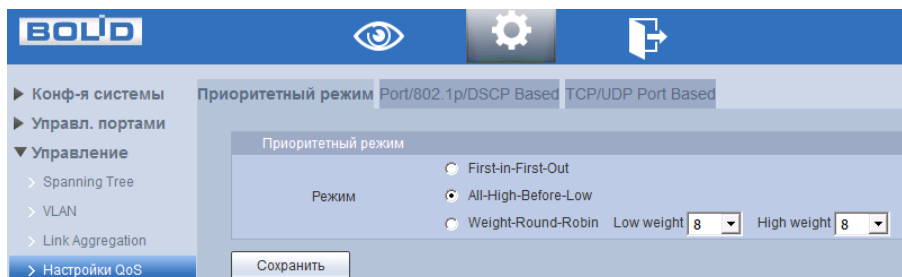 BOLID
Конф-я системы
Приоритетный режим Port/802.1p/DSCP Based TCP/UDP Port Based
Управл. портами
Управление
Приоритетный режим
Spanning Tree
VLAN
Link Aggregation
Настройки QoS
Режим
First-in-First-Out
All-High-Before-Low
Weight-Round-Robin Low weight 8 High weight 8
Сохранить